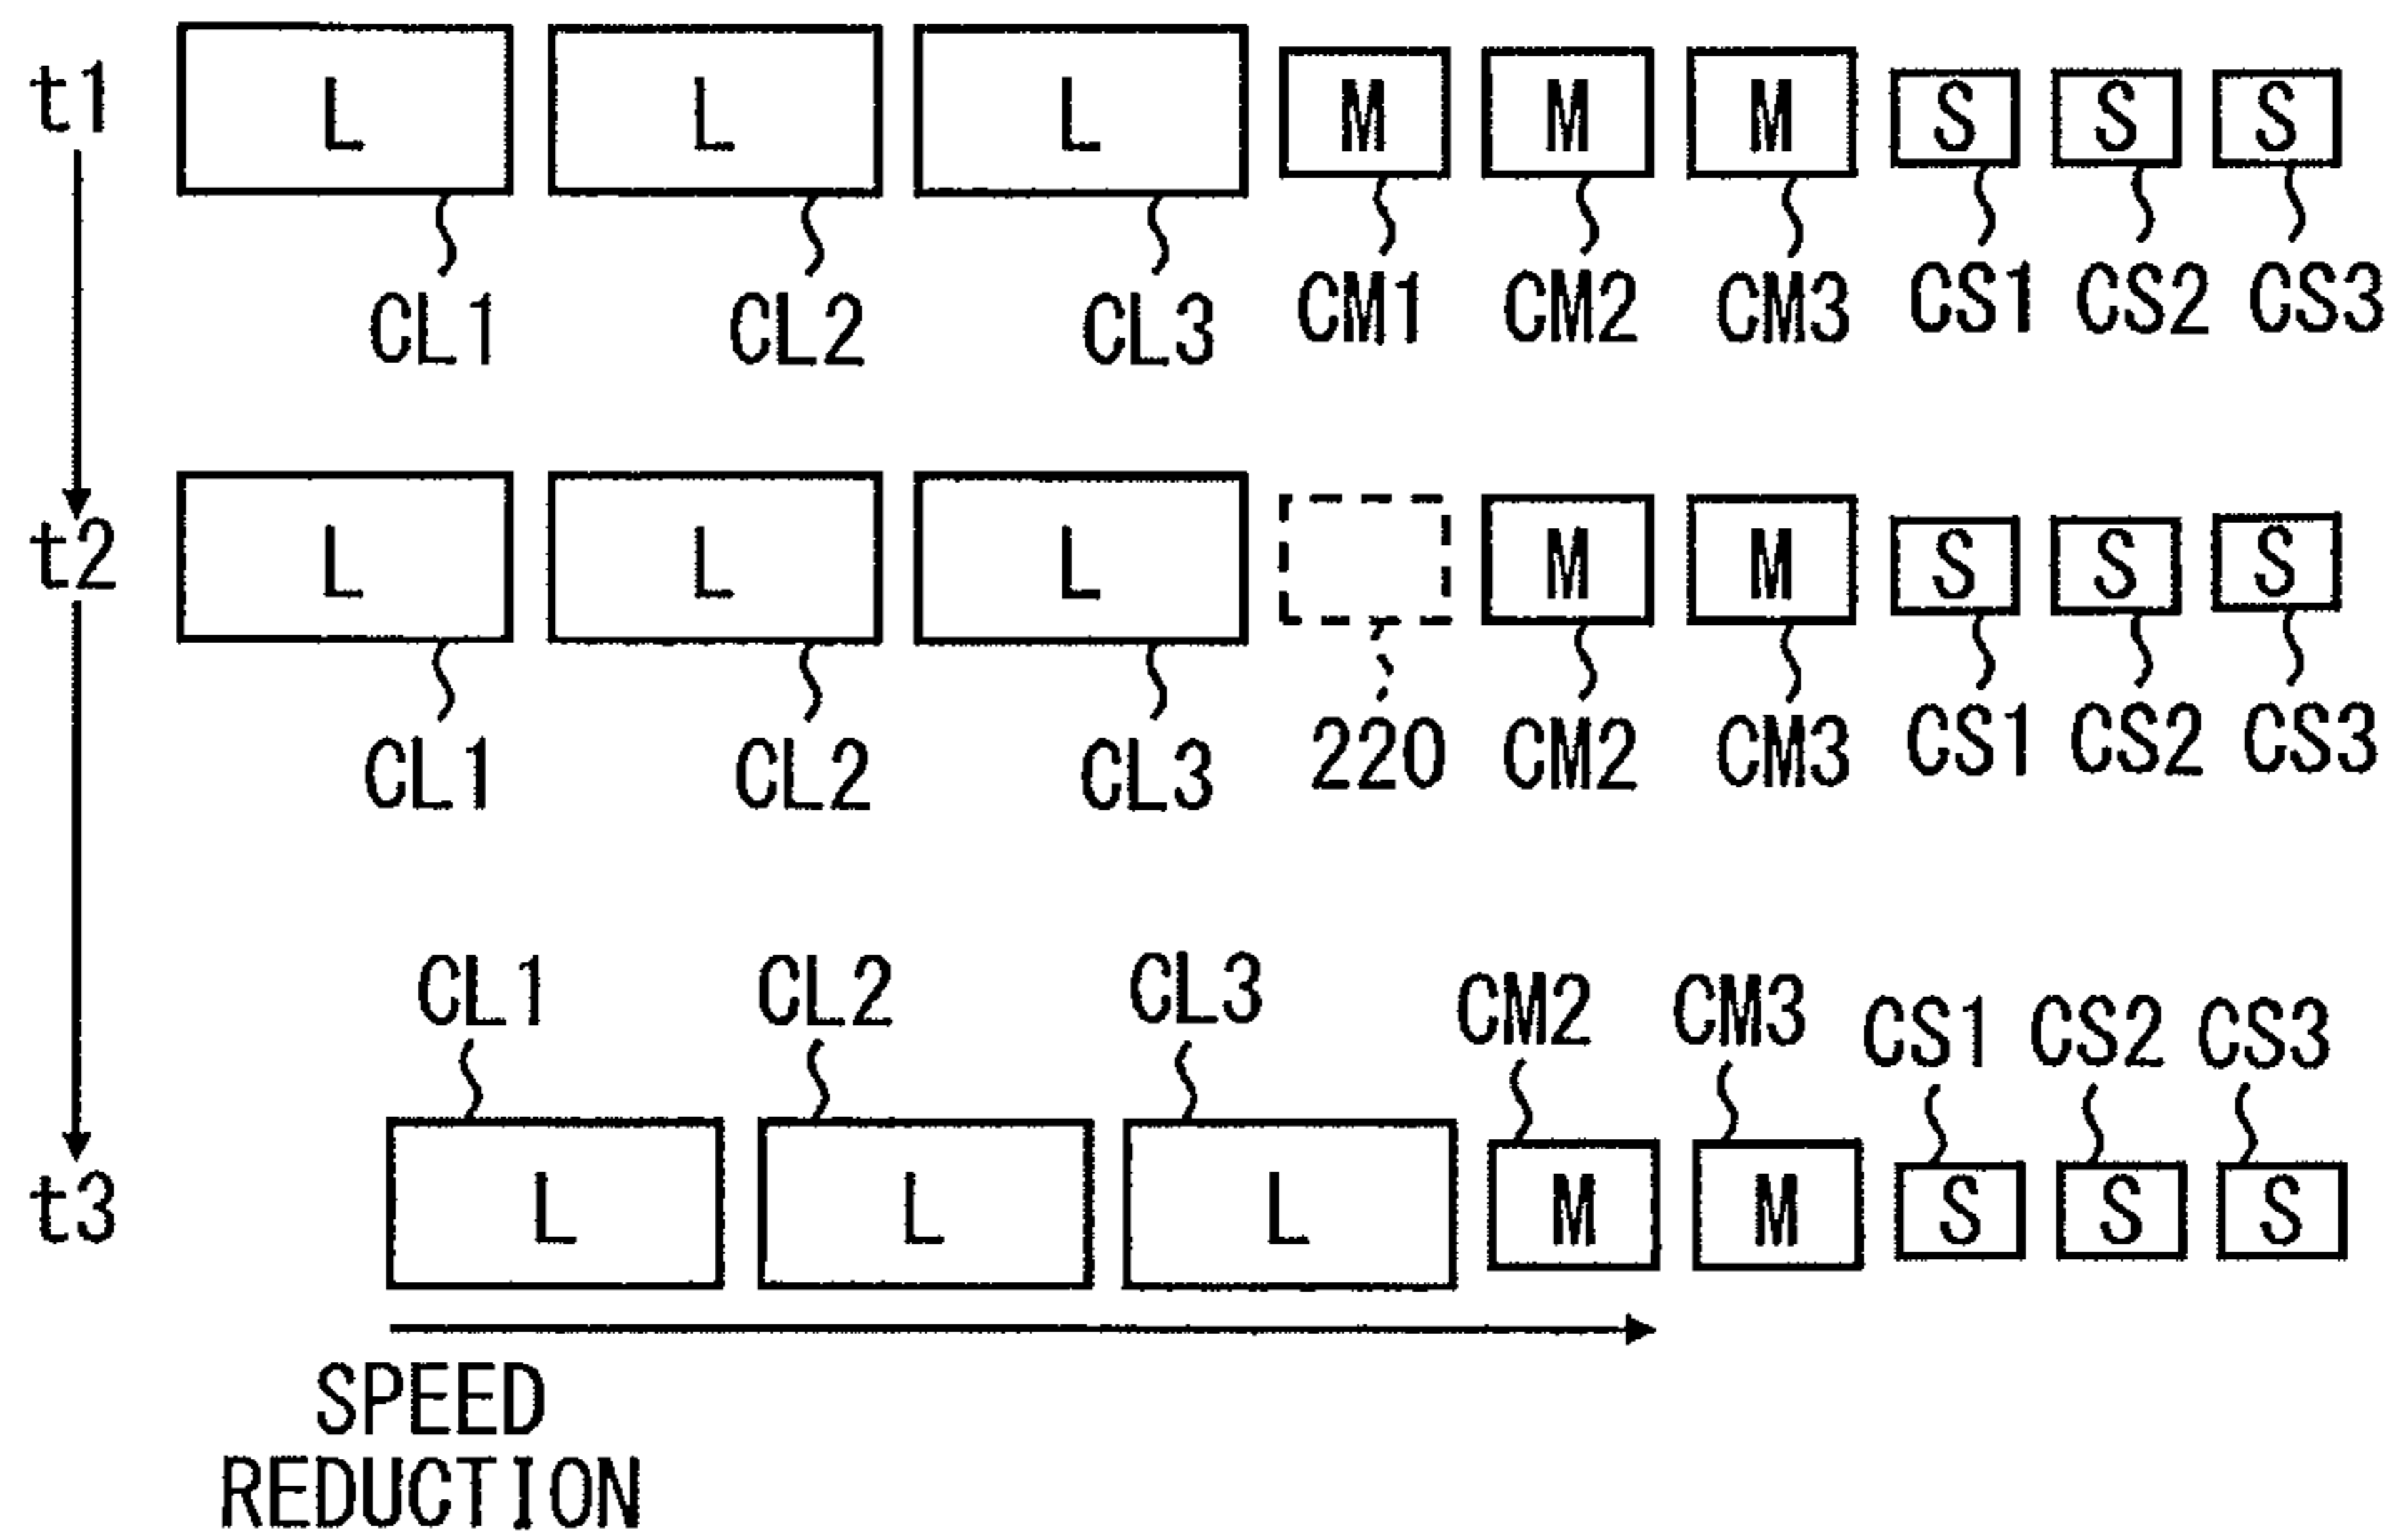 t1 L L L M M M S S S
CL1 CL2 CL3 CM1 CM2 CM3 CS1 CS2 CS3
t2 L L L M M S S S
CL1 CL2 CL3 220 CM2 CM3 CS1 CS2 CS3
CL1 CL2 CL3 CM2 CM3 CS1 CS2 CS3
t3 L L L M M S S S
SPEED
REDUCTION